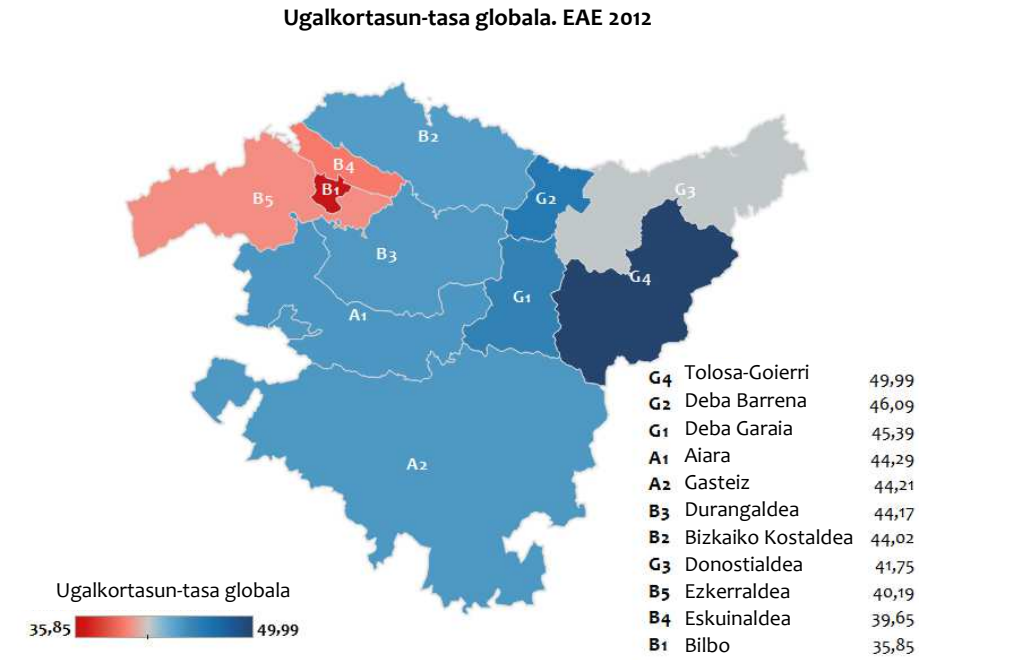 Ugalkortasun-tasa globala. EAE 2012
B2
B4
B1
B5
G3
G2
B3
G4
G1
A1
A2
G4 Tolosa-Goierri 49,99
G2 Deba Barrena 46,09
G1 Deba Garaia 45,39
A1 Aiara 44,29
A2 Gasteiz 44,21
B3 Durangaldea 44,17
B2 Bizkaiko Kostaldea 44,02
G3 Donostialdea 41,75
B5 Ezkerraldea 40,19
B4 Eskuinaldea 39,65
B1 Bilbo 35,85
Ugalkortasun-tasa globala
35,85 49,99